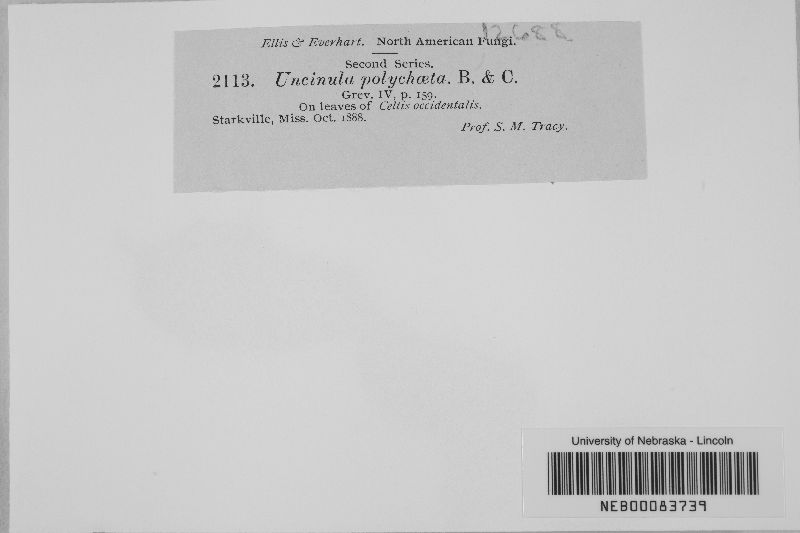 12688
Ellis & Everhart. North American Fungi.
Second Series.
2113. Uncinula polychæta. B. & C.
Grev. IV, p. 159.
On leaves of Celtis occidentalis.
Starkville, Miss. Oct. 1888.
Prof. S. M. Tracy.
University of Nebraska - Lincoln
NEB00083739